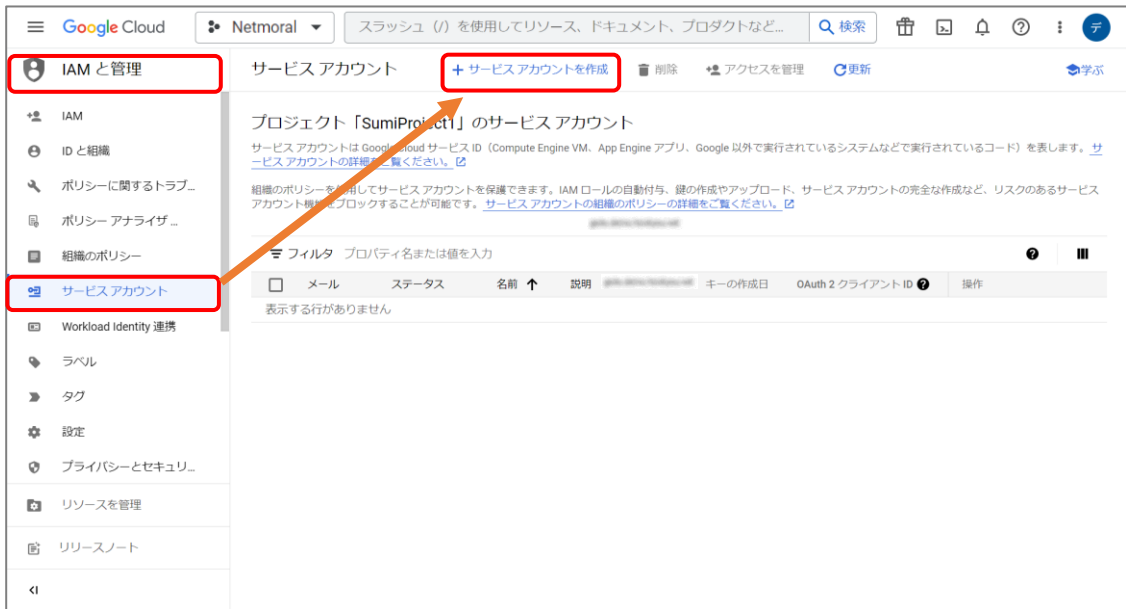 Google Cloud
Netmoral
スラッシュ (/) を使用してリソース、ドキュメント、プロダクトなど...
検索
デ
IAM と管理
サービス アカウント
+ サービス アカウントを作成
削除
アクセスを管理
更新
学ぶ
IAM
ID と組織
ポリシーに関するトラブ...
ポリシー アナライザ ...
組織のポリシー
サービス アカウント
Workload Identity 連携
ラベル
タグ
設定
プライバシーとセキュリ...
リソースを管理
リリースノート
プロジェクト「SumiProject1」のサービス アカウント
サービス アカウントは Google Cloud サービス ID（Compute Engine VM、App Engine アプリ、Google 以外で実行されているシステムなどで実行されているコード）を表します。サ
ービス アカウントの詳細をご覧ください。
組織のポリシーを使用してサービス アカウントを保護できます。IAM ロールの自動付与、鍵の作成やアップロード、サービス アカウントの完全な作成など、リスクのあるサービス
アカウント機能をブロックすることが可能です。サービス アカウントの組織のポリシーの詳細をご覧ください。
フィルタ プロパティ名または値を入力
メール ステータス 名前 ↑ 説明 キーの作成日 OAuth 2 クライアント ID 操作
表示する行がありません